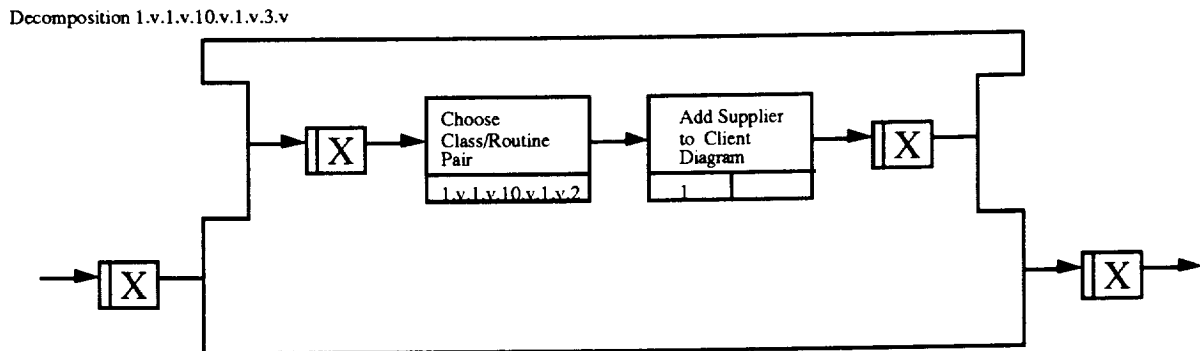 Decomposition 1.v.1.v.10.v.1.v.3.v
Choose
Class/Routine
Pair
1.v.1.v.10.v.1.v.2
Add Supplier
to Client
Diagram
1
X
X
X
X